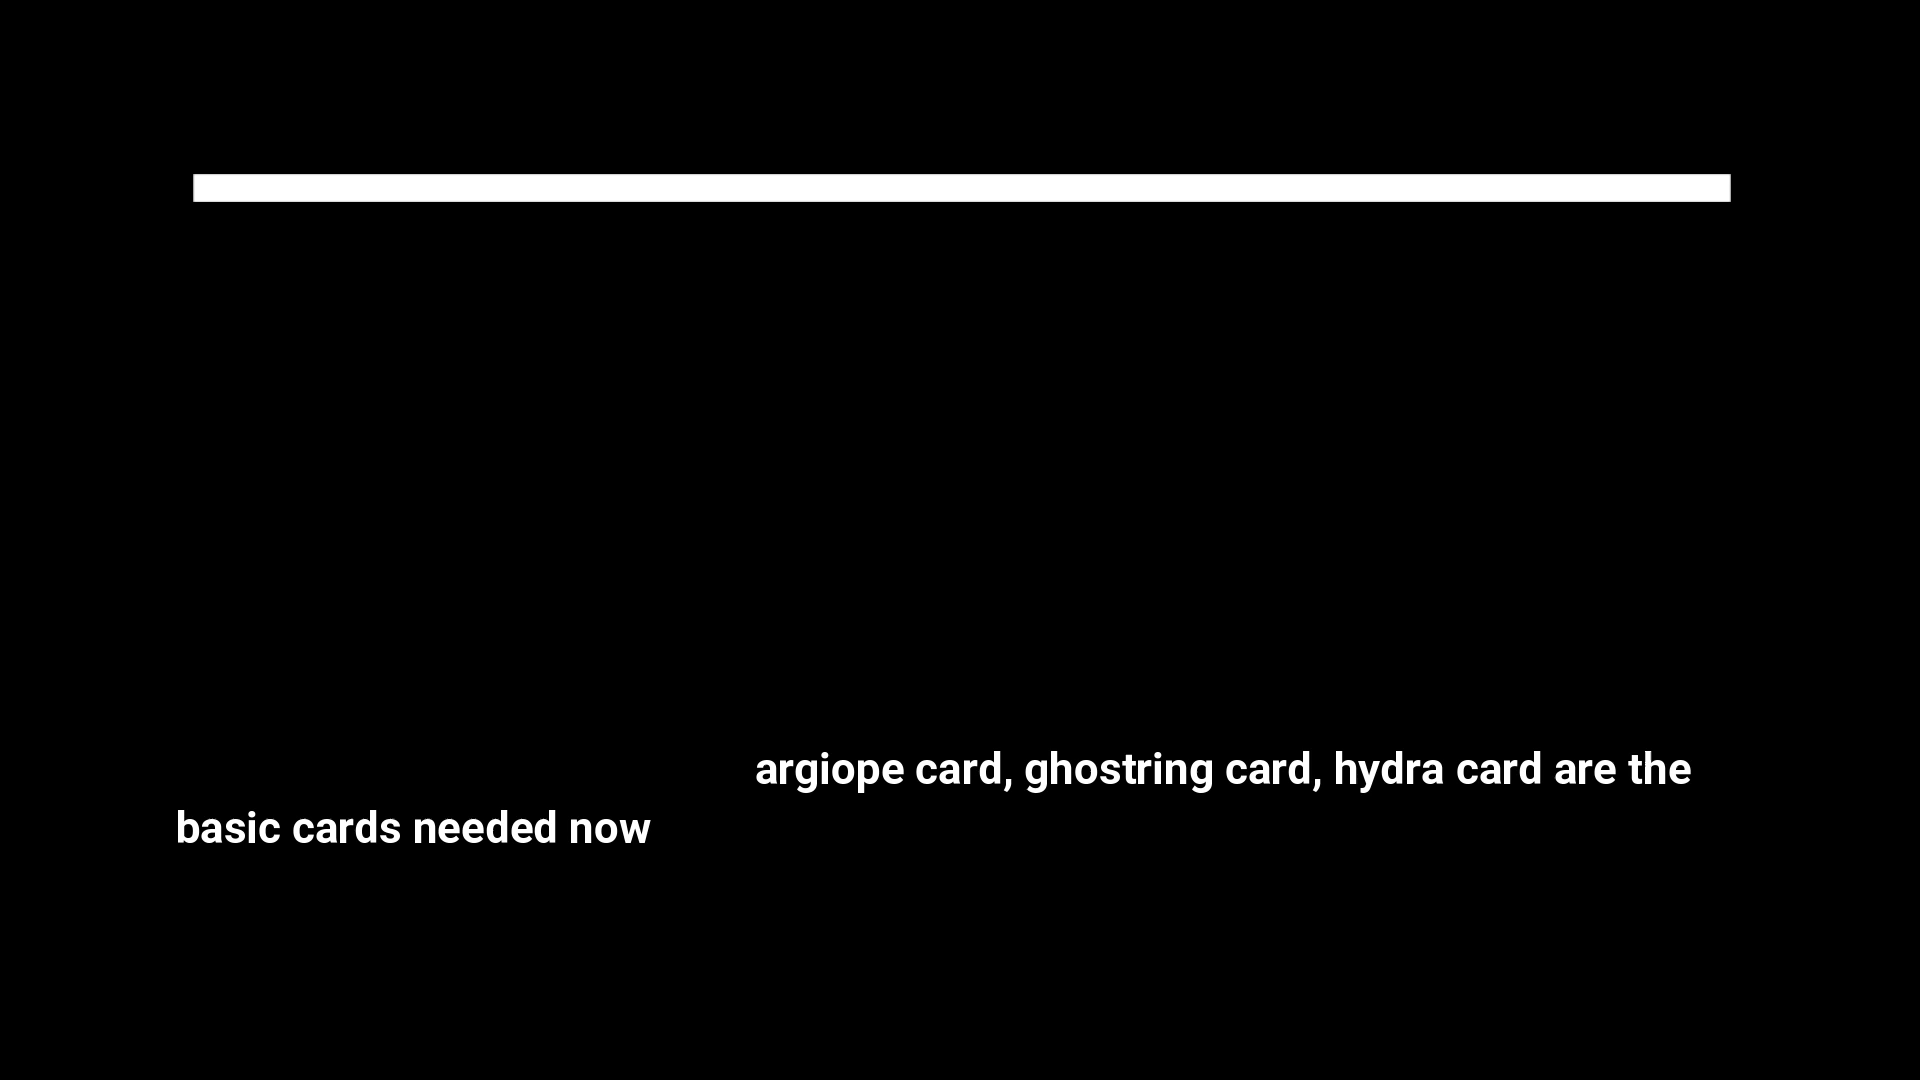 argiope card, ghostring card, hydra card are the
basic cards needed now